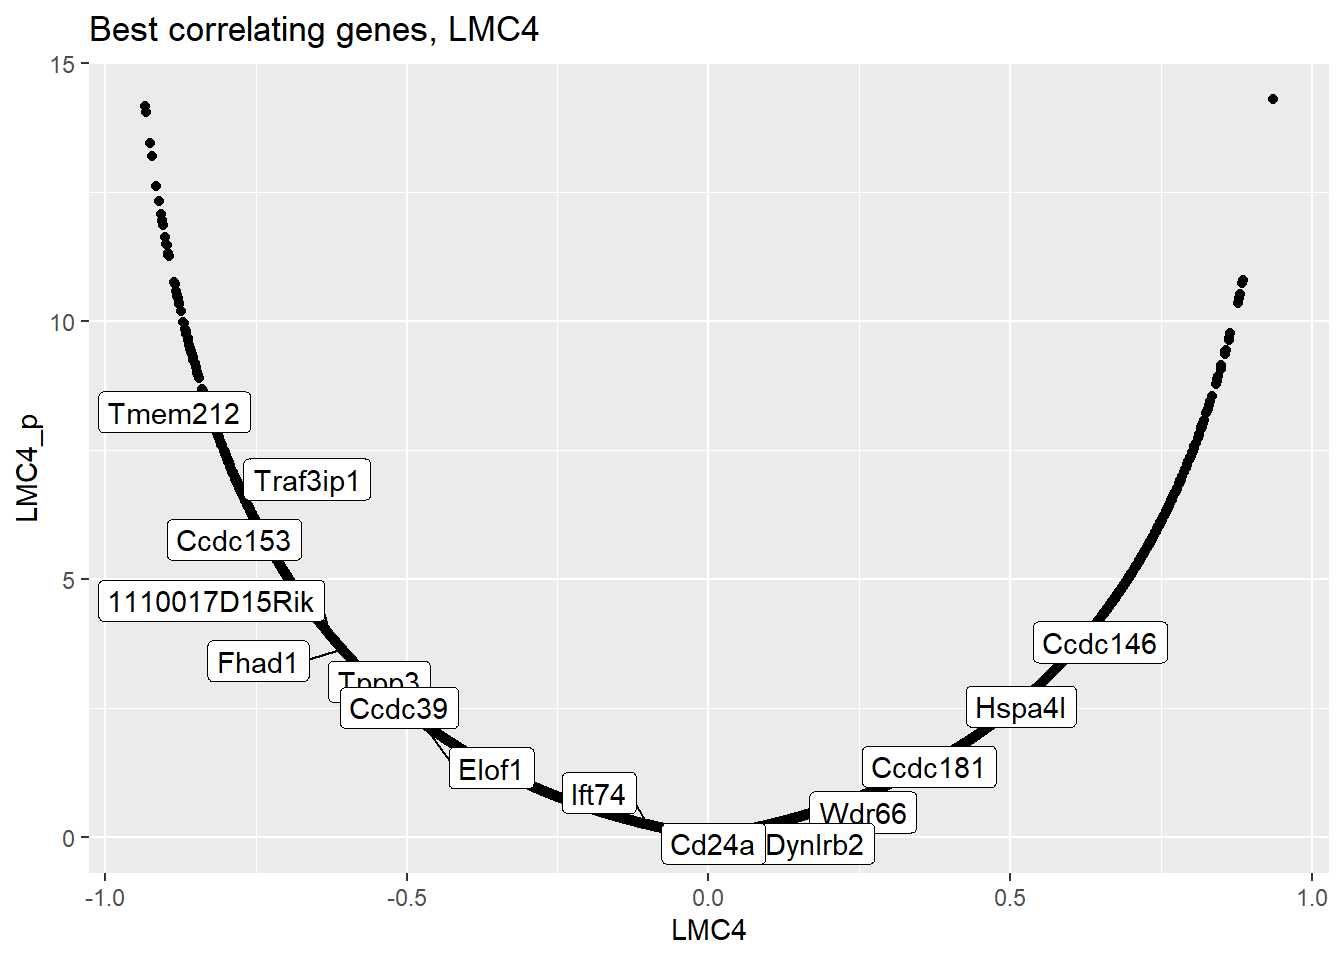 Best correlating genes, LMC4
15
10
5
0
LMC4_p
Tmem212
Traf3ip1
Ccdc153
1110017D15Rik
Fhad1
Tppp3
Ccdc39
Elof1
Ift74
Cd24a
Dynlrb2
Wdr66
Ccdc181
Hspa4l
Ccdc146
-1.0
-0.5
0.0
0.5
1.0
LMC4